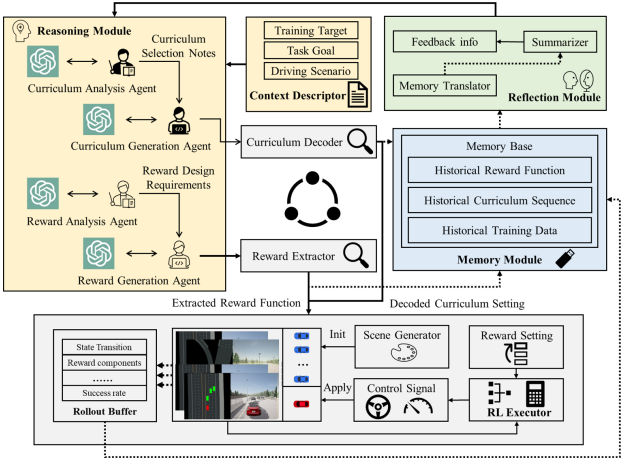 Reasoning Module
Curriculum
Selection Notes
Curriculum Analysis Agent
Curriculum Generation Agent
Reward Design
Requirements
Reward Analysis Agent
Reward Generation Agent
Training Target
Task Goal
Driving Scenario
Context Descriptor
Feedback info
Summarizer
Memory Translator
Reflection Module
Curriculum Decoder
Reward Extractor
Memory Base
Historical Reward Function
Historical Curriculum Sequence
Historical Training Data
Memory Module
Extracted Reward Function
Decoded Curriculum Setting
State Transition
Reward components
......
Success rate
Rollout Buffer
...
Init
Apply
Scene Generator
Control Signal
Reward Setting
RL Executor